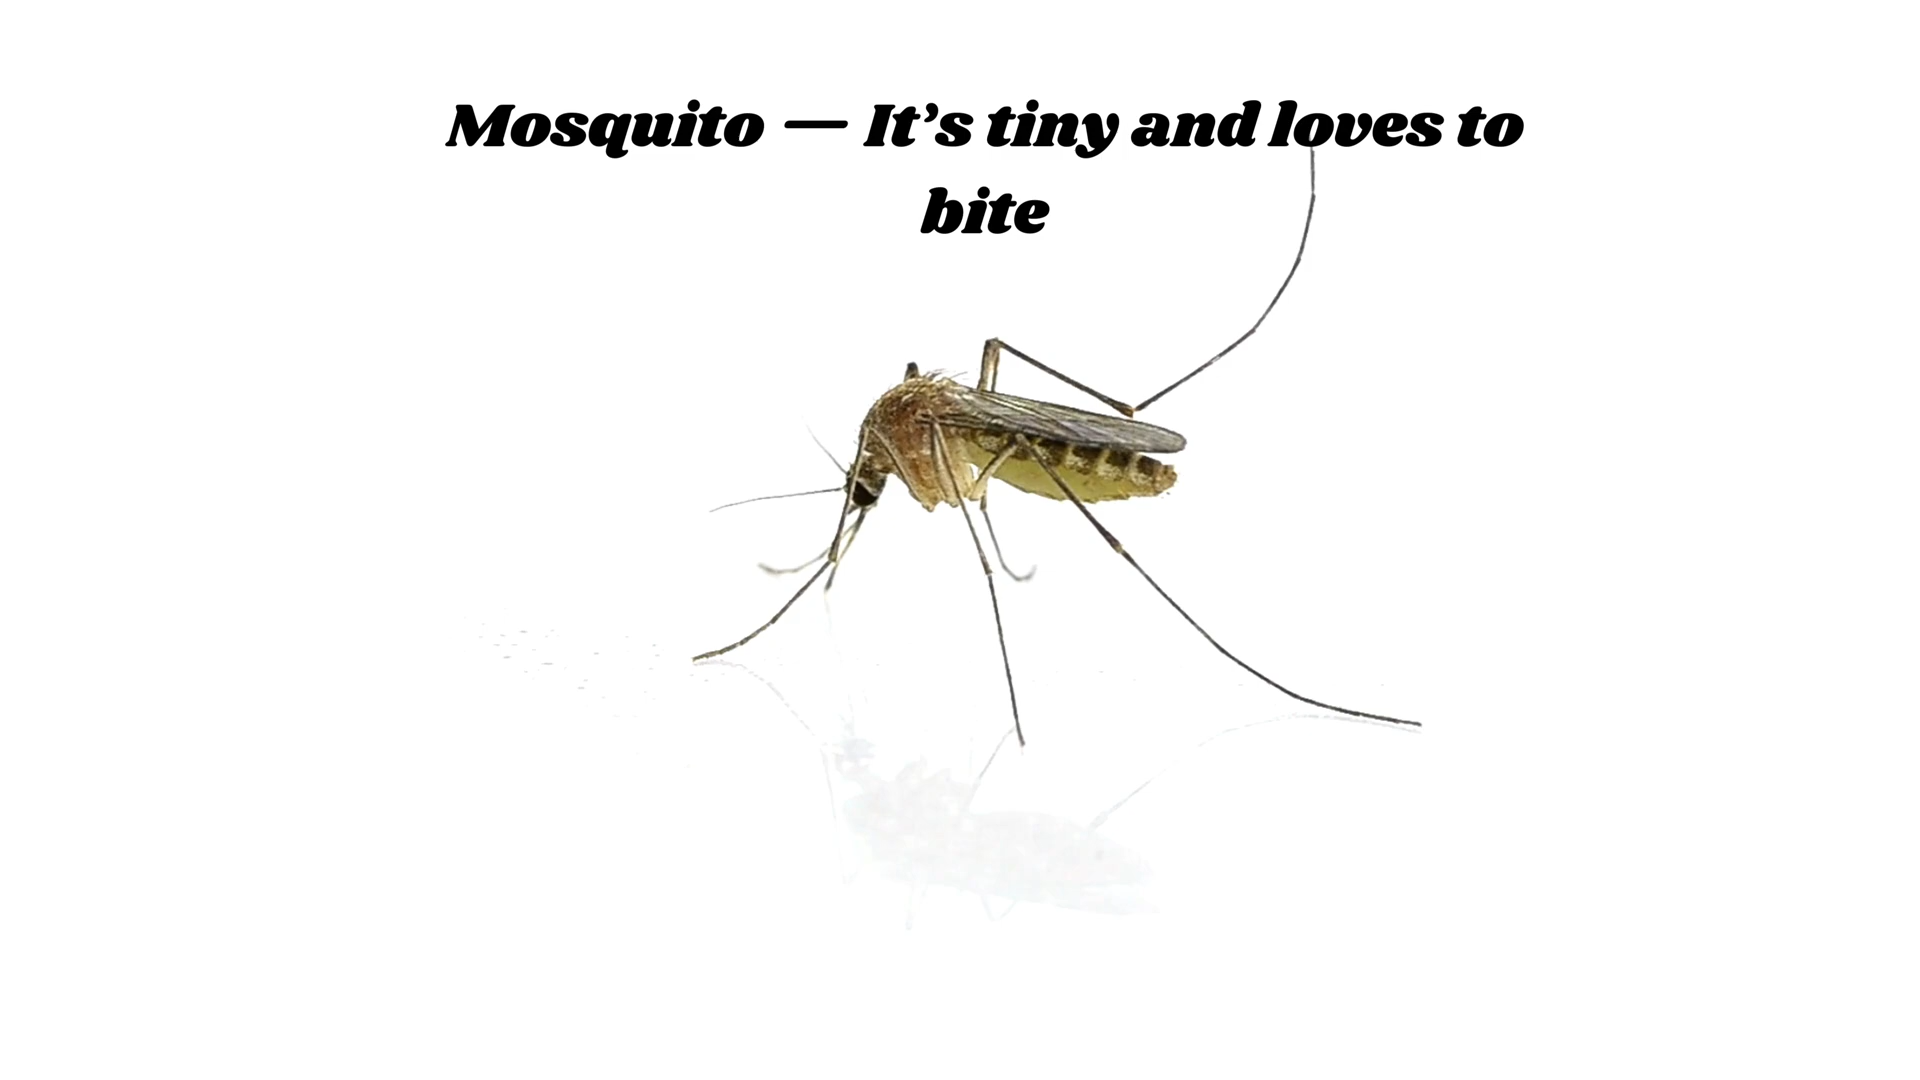 Mosquito — It’s tiny and loves to
bite